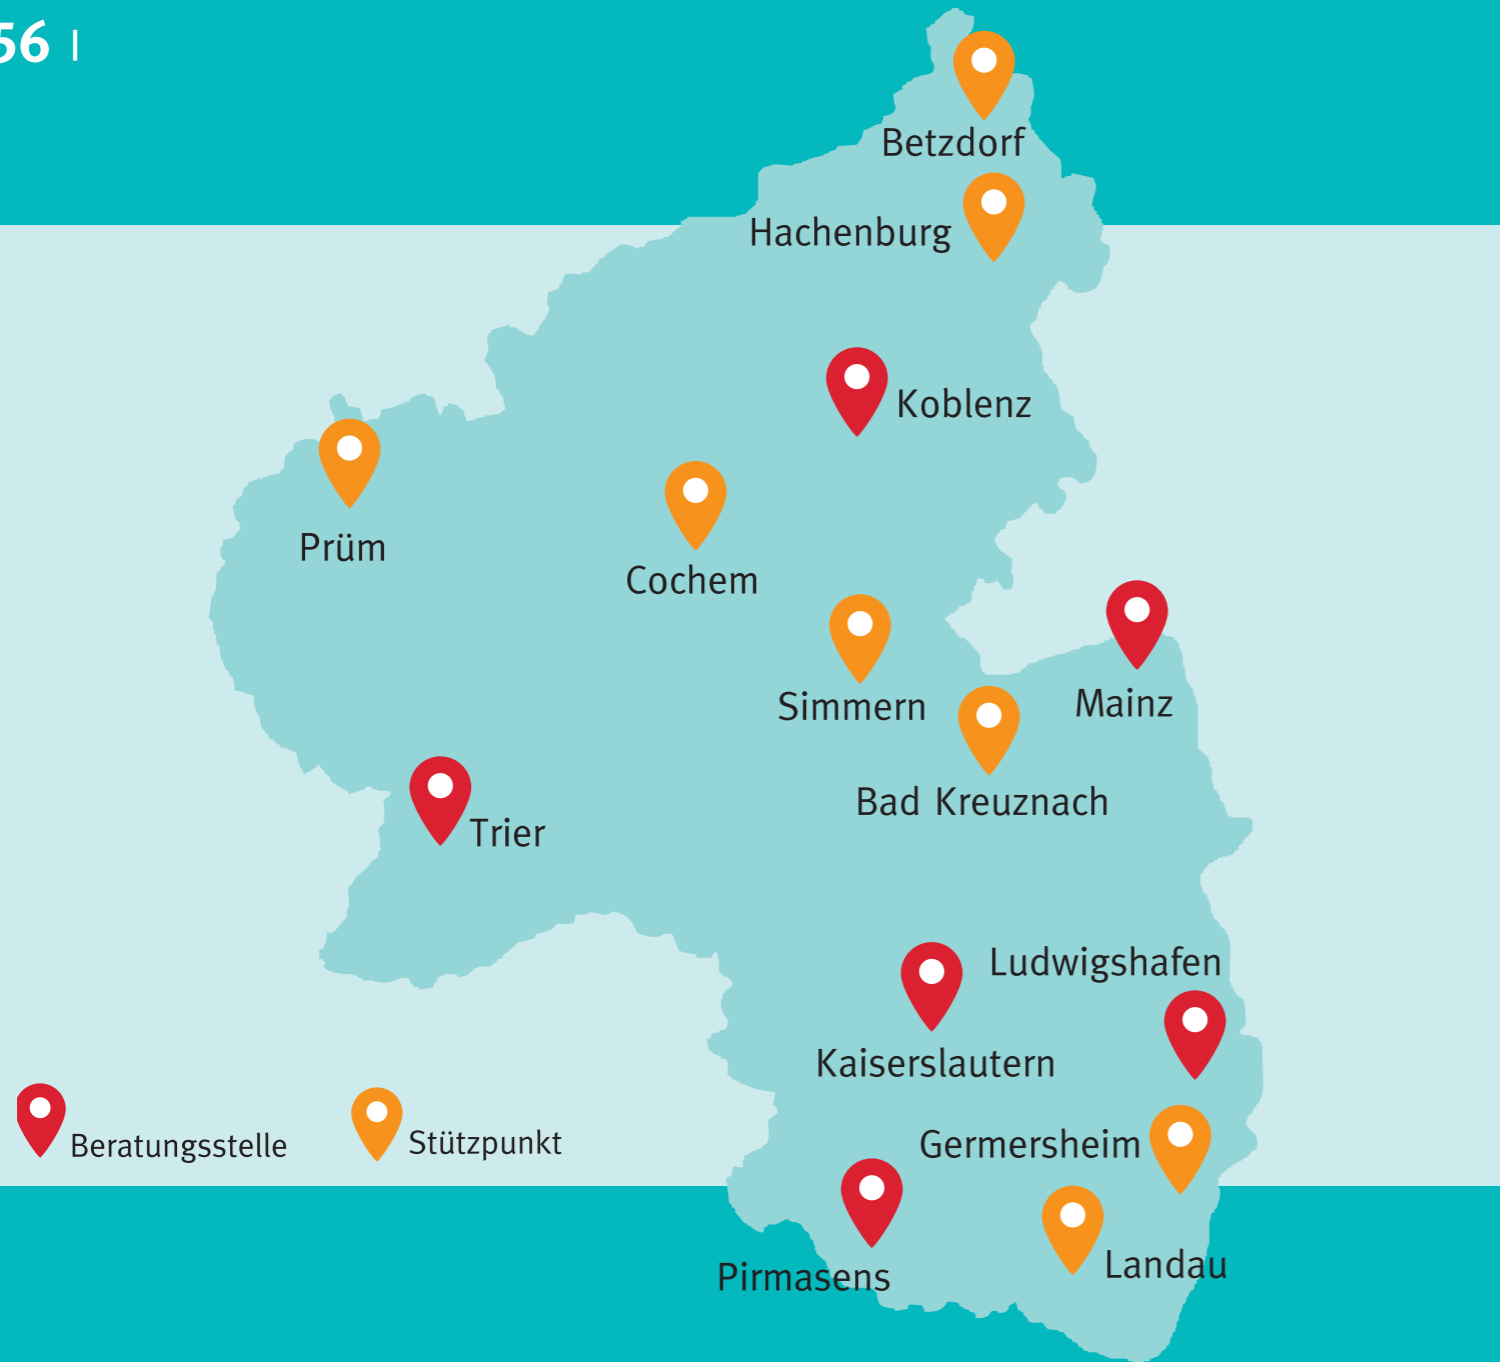 56 |
Betzdorf
Hachenburg
Koblenz
Prüm
Cochem
Simmern
Mainz
Bad Kreuznach
Trier
Ludwigshafen
Kaiserslautern
Germersheim
Beratungsstelle
Stützpunkt
Landau
Pirmasens